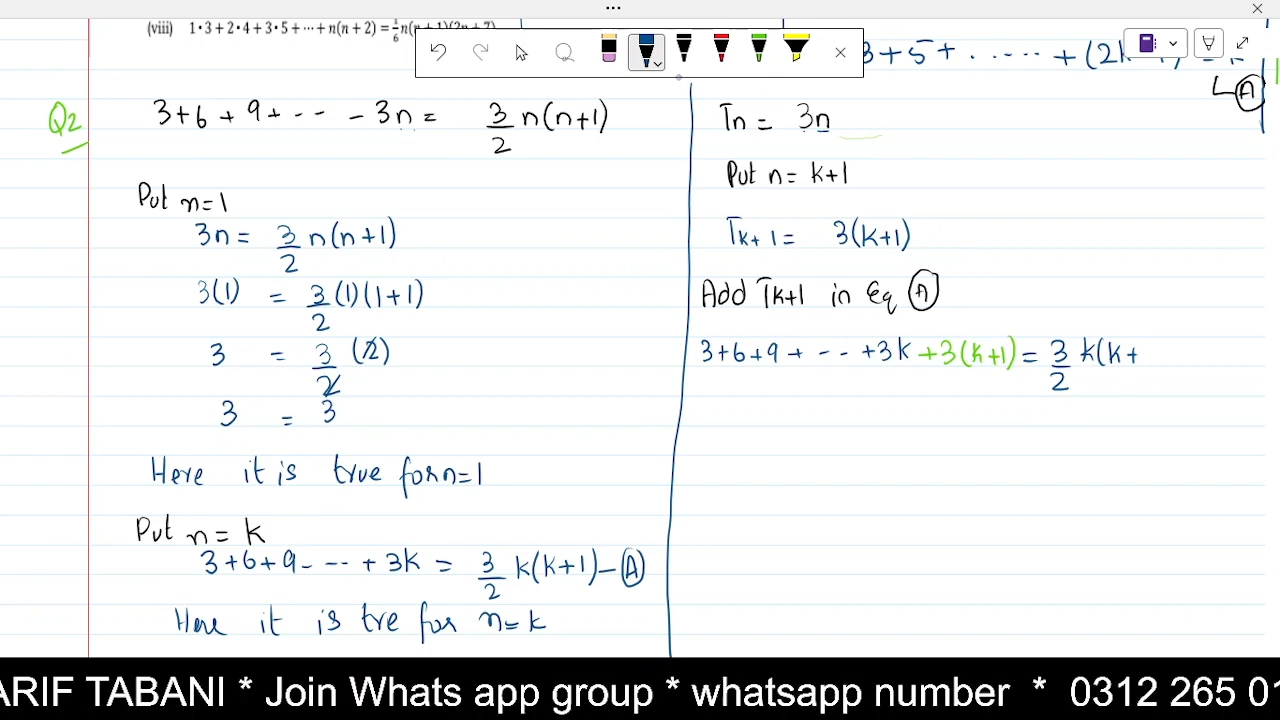 (viii) 1·3+2·4+3·5+⋯+n(n+2)=1/6 n(n+1)(2n+7)
3 + 5 + ...... + (2k
A
Q2
3+6+9+-- - 3n = 3/2 n(n+1)
Put n=1
3n = 3/2 n(n+1)
3(1) = 3/2 (1)(1+1)
3 = 3/2 (2)
3 = 3
Here it is true for n=1
Put n = k
3+6+9- -- + 3k = 3/2 k(k+1) - A
Here it is tre for n=k
Tn = 3n
Put n = k+1
Tk+1 = 3(k+1)
Add Tk+1 in Eq A
3+6+9+ -- +3k +3(k+1) = 3/2 k(k+
ARIF TABANI * Join Whats app group * whatsapp number * 0312 265 01